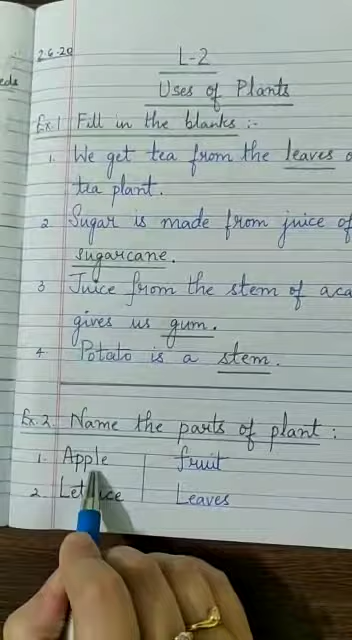 2.6.20
L-2
eds
Uses of Plants
Ex.1 Fill in the blanks :-
1. We get tea from the leaves
tea plant.
2. Sugar is made from juice of
sugarcane.
3 Juice from the stem of aca
gives us gum.
4. Potato is a stem.
Ex.2. Name the parts of plant :
1. Apple fruit
2. Leaves